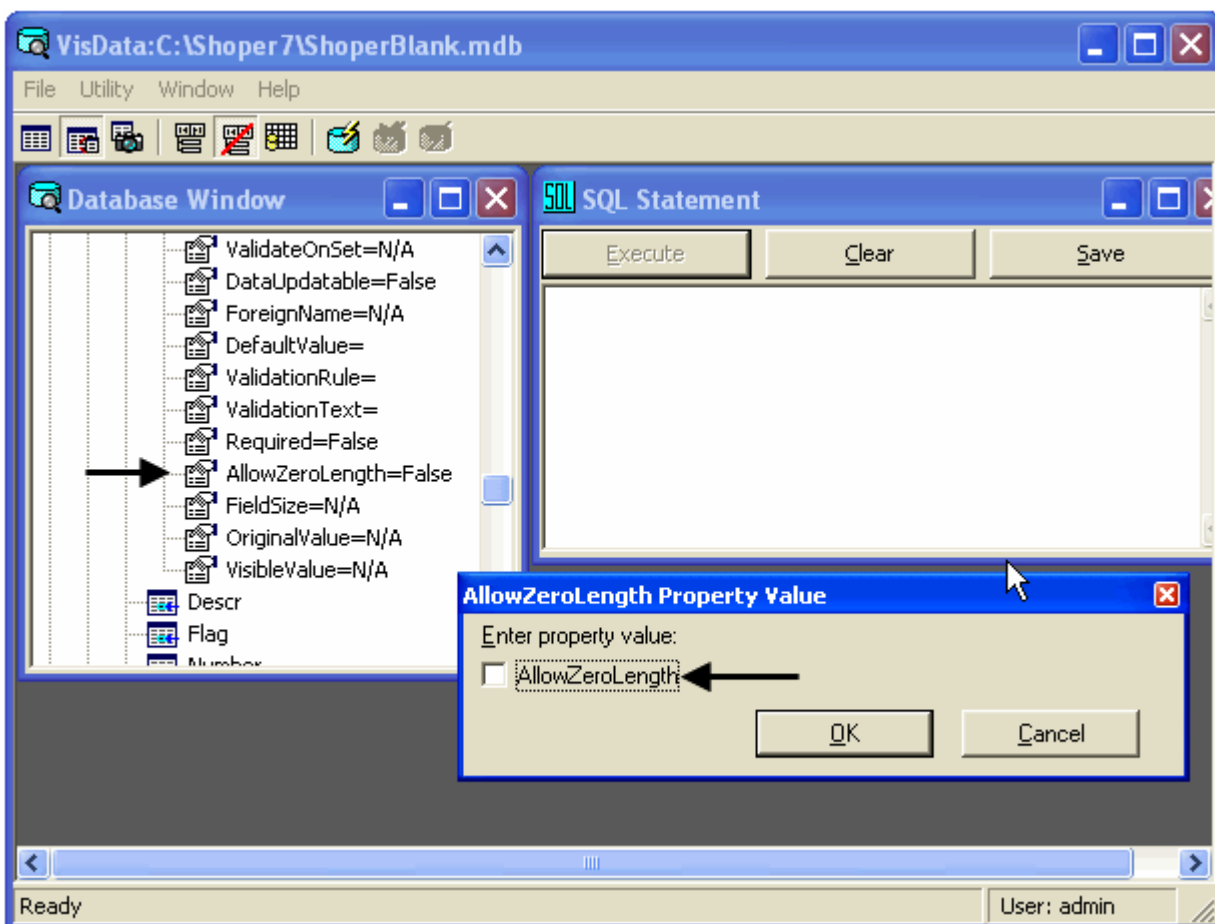 VisData:C:\Shoper7\ShoperBlank.mdb
File Utility Window Help
Database Window
ValidateOnSet=N/A
DataUpdatable=False
ForeignName=N/A
DefaultValue=
ValidationRule=
ValidationText=
Required=False
AllowZeroLength=False
FieldSize=N/A
OriginalValue=N/A
VisibleValue=N/A
Descr
Flag
Number
SQL SQL Statement
Execute Clear Save
AllowZeroLength Property Value
Enter property value:
AllowZeroLength
OK Cancel
Ready User: admin